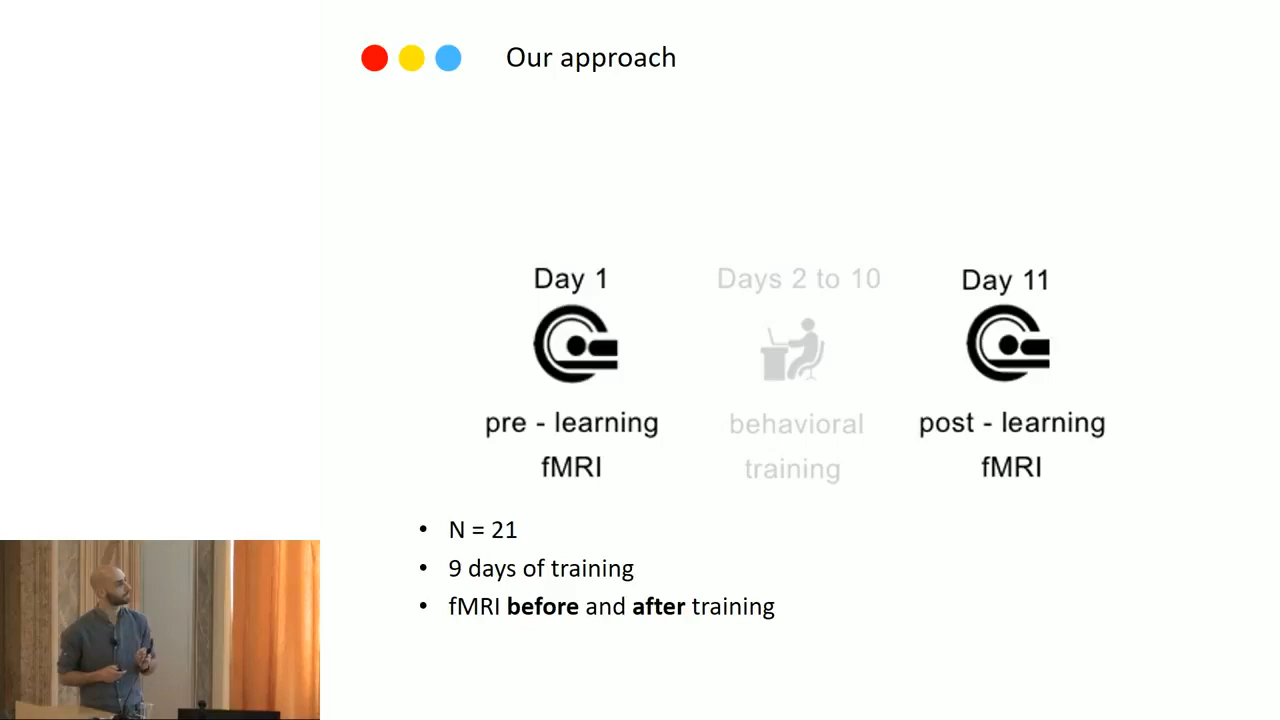 Our approach
Day 1
Days 2 to 10
Day 11
pre - learning
fMRI
behavioral
training
post - learning
fMRI
• N = 21
• 9 days of training
• fMRI before and after training